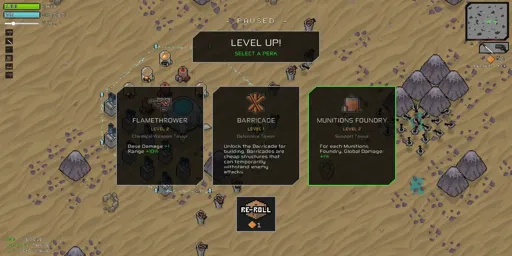 - PAUSED -
LEVEL UP!
SELECT A PERK
FLAMETHROWER
LEVEL 2
Chemical Weapon Tower
Base Damage: +1
Range: +10%
BARRICADE
LEVEL 1
Defensive Tower
Unlock the Barricade for
building. Barricades are
cheap structures that
can temporarily
withstand enemy
attacks.
MUNITIONS FOUNDRY
LEVEL 2
Support Tower
For each Munitions
Foundry, Global Damage:
RE-ROLL
1